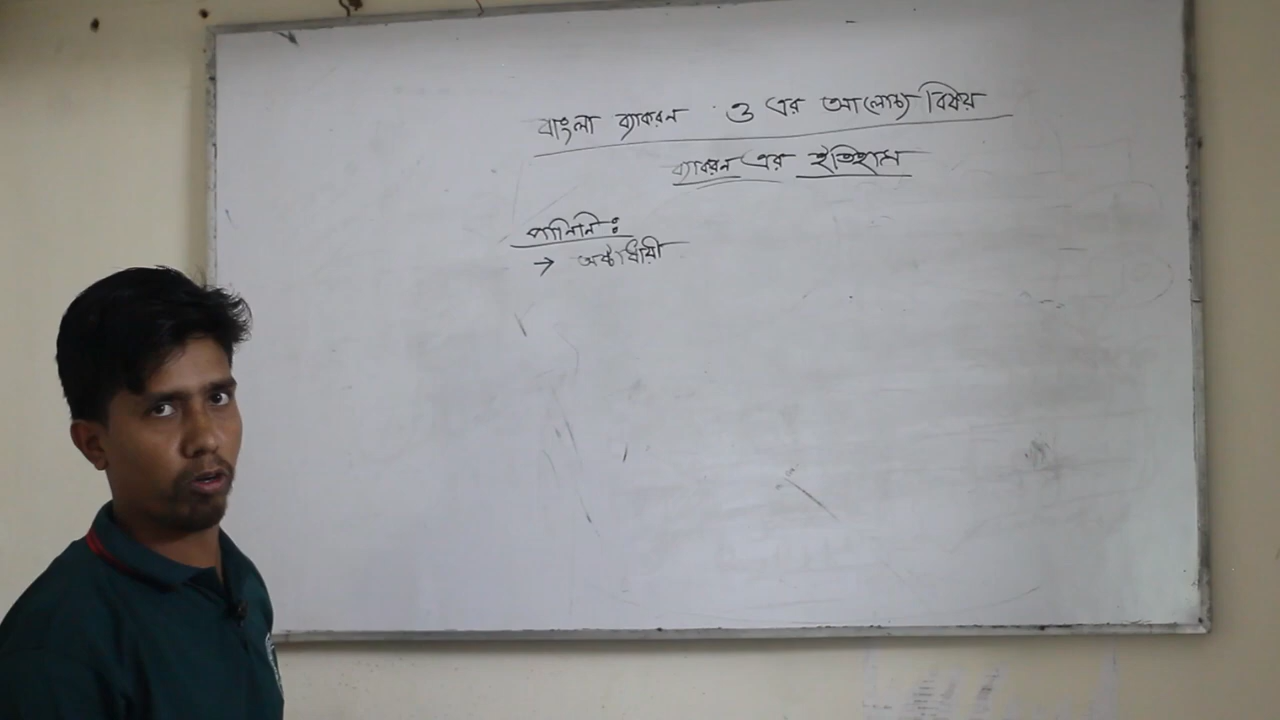 বাংলা ব্যাকরন ও এর আলোচ্য বিষয়
ব্যাকরন এর ইতিহাস
পানিনি :
→ অষ্টাধ্যিয়ী